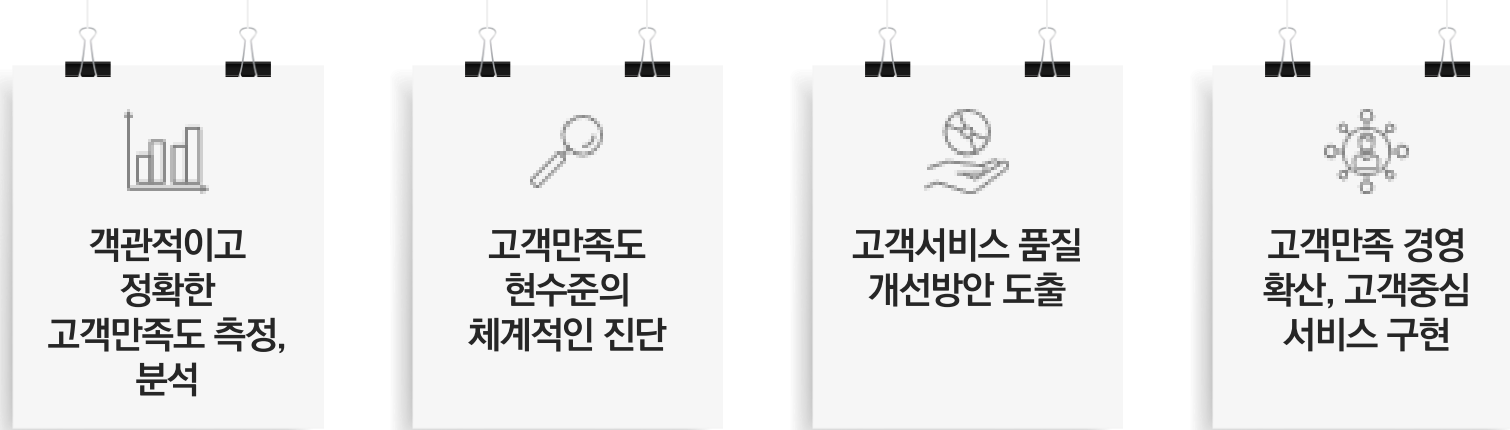 객관적이고
정확한
고객만족도 측정,
분석
고객만족도
현수준의
체계적인 진단
고객서비스 품질
개선방안 도출
고객만족 경영
확산, 고객중심
서비스 구현